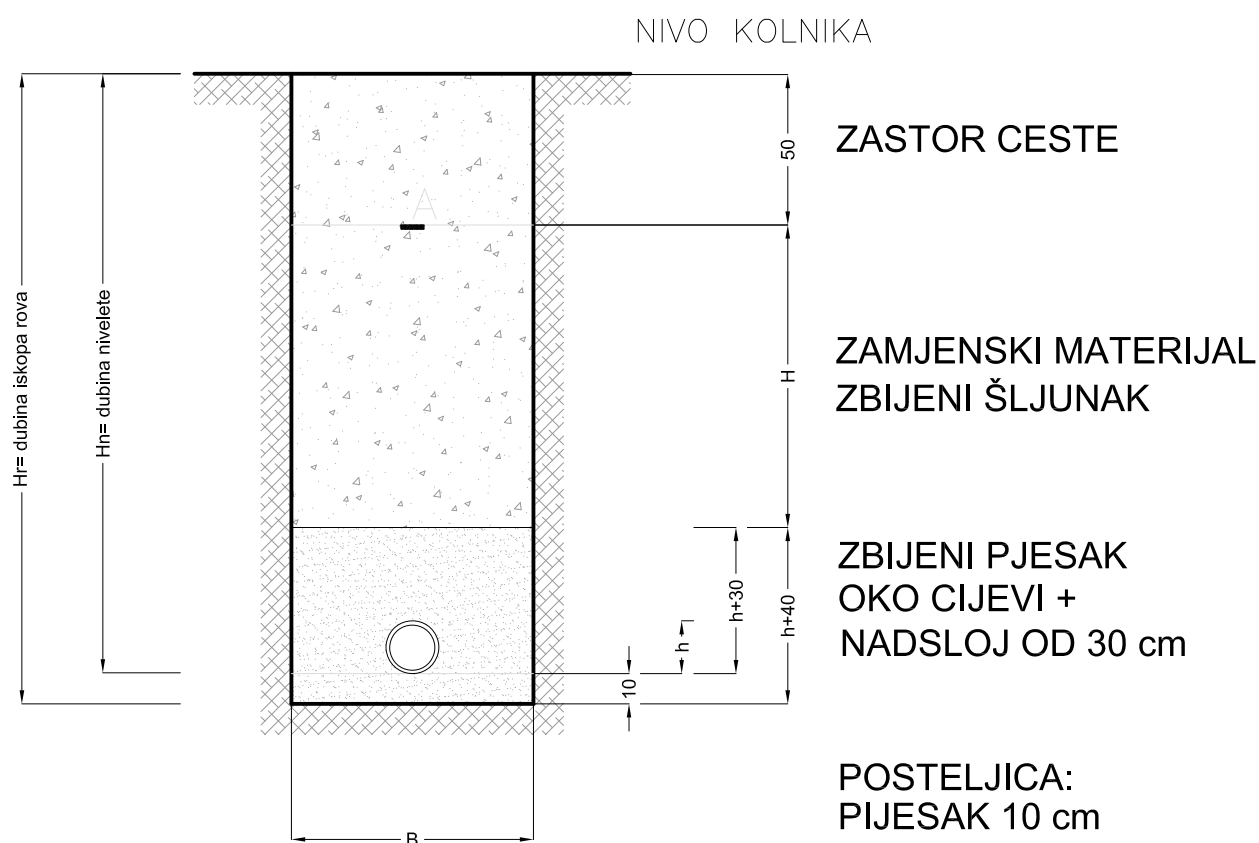 NIVO KOLNIKA
ZASTOR CESTE
50
A
Hr= dubina iskopa rova
Hn= dubina nivelete
H
ZAMJENSKI MATERIJAL
ZBIJENI ŠLJUNAK
ZBIJENI PJESAK
OKO CIJEVI +
NADSLOJ OD 30 cm
h
h+30
h+40
10
POSTELJICA:
PIJESAK 10 cm
B